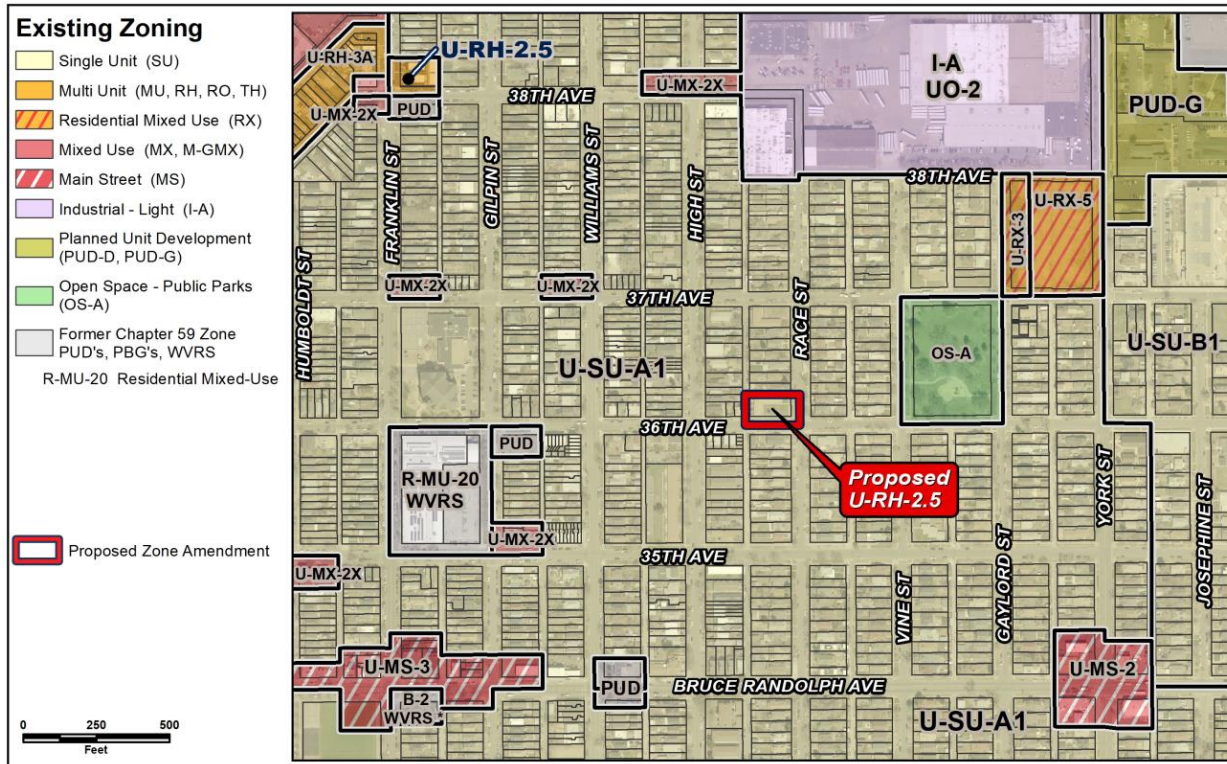 Existing Zoning
Single Unit (SU)
Multi Unit (MU, RH, RO, TH)
Residential Mixed Use (RX)
Mixed Use (MX, M-GMX)
Main Street (MS)
Industrial - Light (I-A)
Planned Unit Development
(PUD-D, PUD-G)
Open Space - Public Parks
(OS-A)
Former Chapter 59 Zone
PUD's, PBG's, WVRS
R-MU-20 Residential Mixed-Use
Proposed Zone Amendment
0 250 500
Feet
U-RH-3A
U-RH-2.5
U-MX-2X
PUD
38TH AVE
U-MX-2X
I-A
UO-2
PUD-G
FRANKLIN ST
GILPIN ST
WILLIAMS ST
HIGH ST
38TH AVE
U-RX-3
U-RX-5
HUMBOLDT ST
U-MX-2X
U-MX-2X
37TH AVE
RACE ST
U-SU-A1
OS-A
U-SU-B1
36TH AVE
PUD
R-MU-20
WVRS
Proposed
U-RH-2.5
U-MX-2X
35TH AVE
YORK ST
JOSEPHINE ST
U-MX-2X
VINE ST
GAYLORD ST
U-MS-3
B-2
WVRS
PUD
BRUCE RANDOLPH AVE
U-MS-2
U-SU-A1